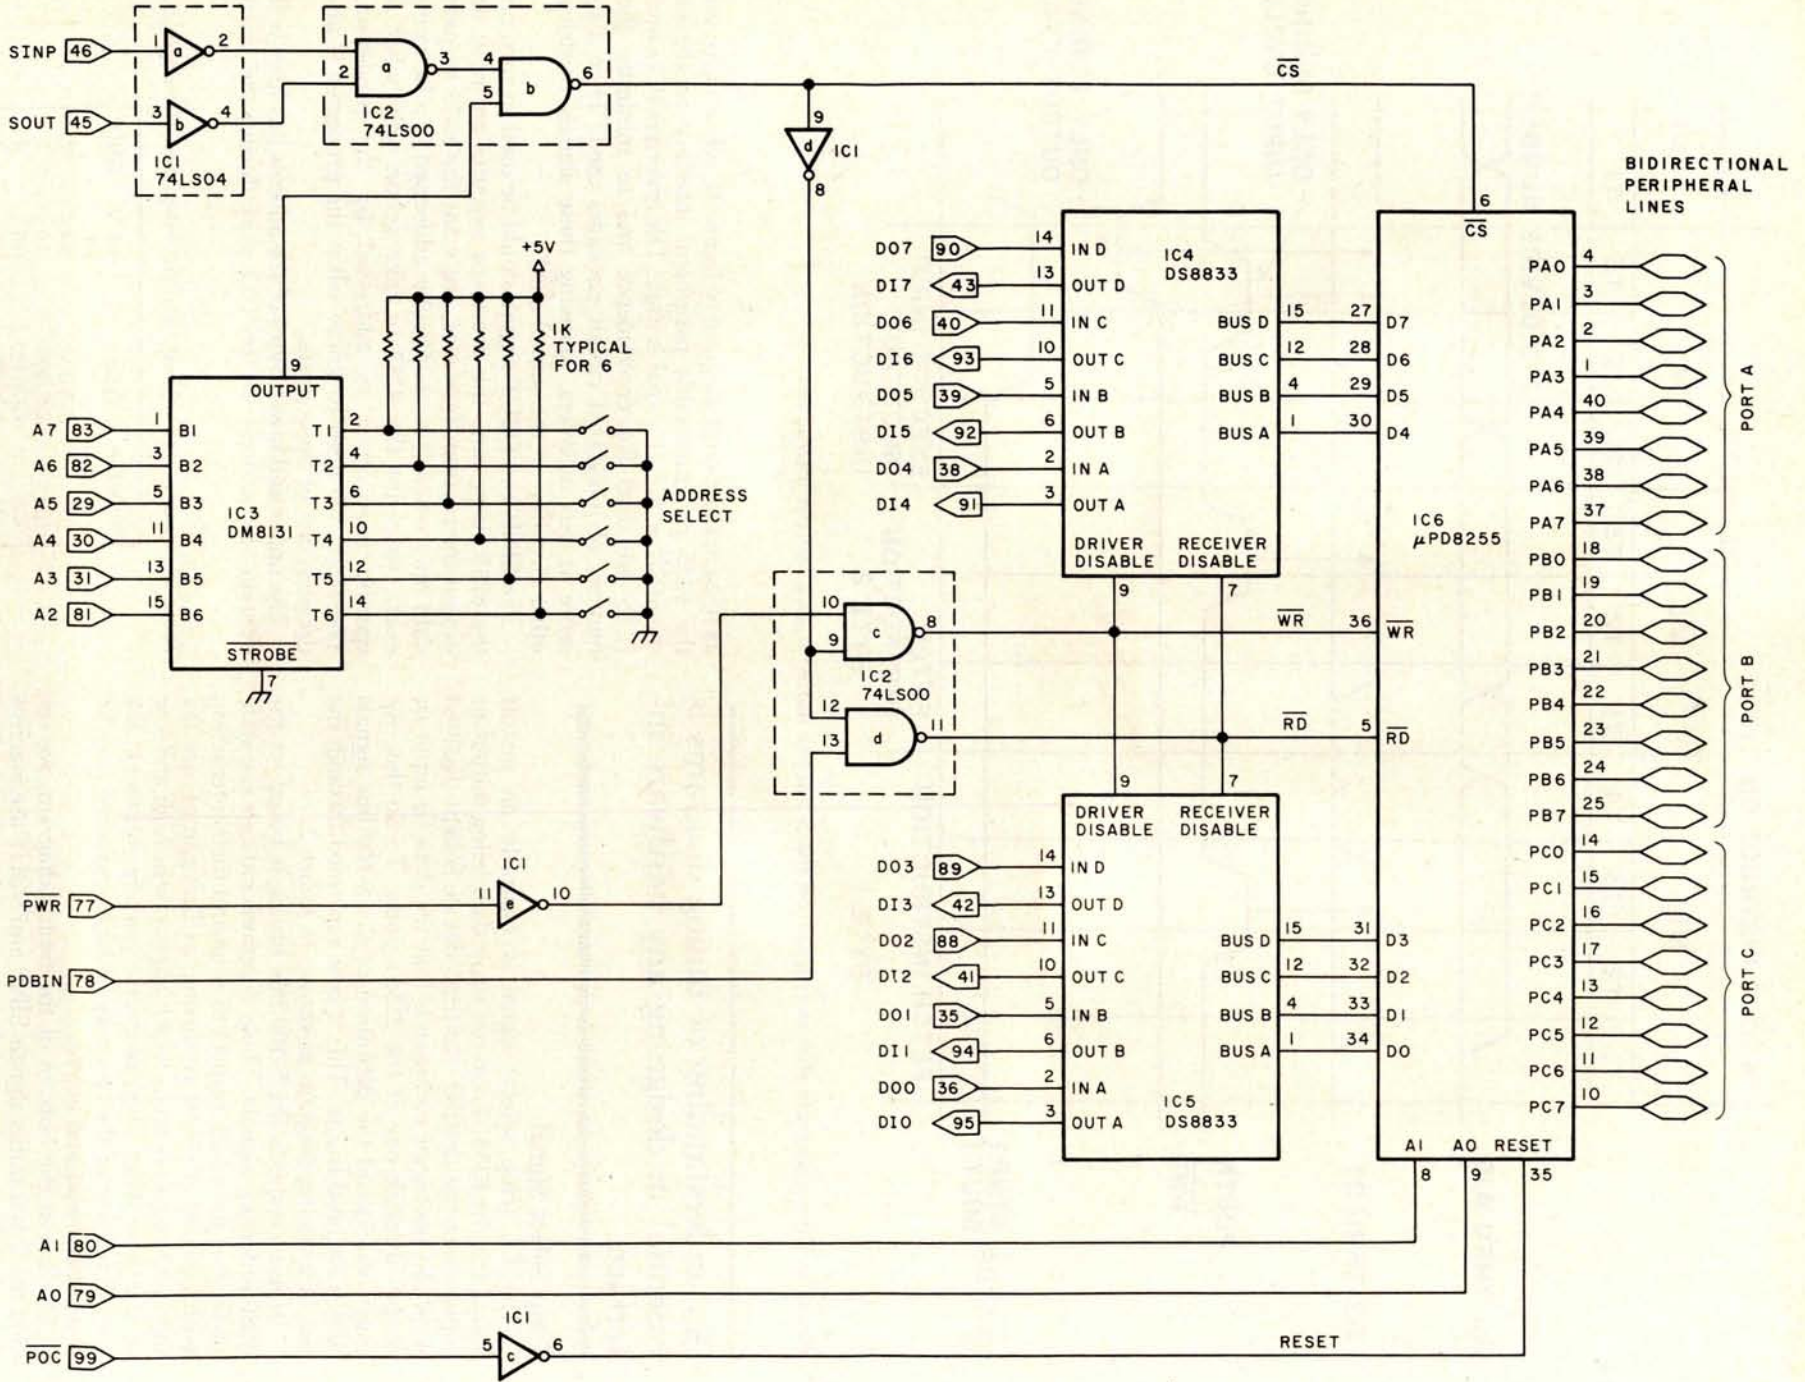 SINP 46
1 a 2
SOUT 45
3 b 4
IC1
74LS04
1
2
a
3
IC2
74LS00
4
5
b
6
CS
9
d
IC1
8
+5V
1K
TYPICAL
FOR 6
9
OUTPUT
A7 83 1 B1 T1 2
A6 82 3 B2 T2 4
A5 29 5 B3 T3 6
A4 30 11 B4 T4 10
A3 31 13 B5 T5 12
A2 81 15 B6 T6 14
IC3
DM8131
STROBE
7
ADDRESS
SELECT
IC4
DS8833
DO7 90 14 IN D
DI7 43 13 OUT D
DO6 40 11 IN C
DI6 93 10 OUT C
DO5 39 5 IN B
DI5 92 6 OUT B
DO4 38 2 IN A
DI4 91 3 OUT A
BUS D 15 27 D7
BUS C 12 28 D6
BUS B 4 29 D5
BUS A 1 30 D4
DRIVER
DISABLE
RECEIVER
DISABLE
9
7
10
9
c
8
IC2
74LS00
12
13
d
11
WR 36 WR
RD 5 RD
9
7
DRIVER
DISABLE
RECEIVER
DISABLE
DO3 89 14 IN D
DI3 42 13 OUT D
DO2 88 11 IN C
DI2 41 10 OUT C
DO1 35 5 IN B
DI1 94 6 OUT B
DO0 36 2 IN A
DI0 95 3 OUT A
BUS D 15 31 D3
BUS C 12 32 D2
BUS B 4 33 D1
BUS A 1 34 D0
IC5
DS8833
PWR 77
IC1
11 e 10
PDBIN 78
6
CS
IC6
μPD8255
BIDIRECTIONAL
PERIPHERAL
LINES
PA0 4
PA1 3
PA2 2
PA3 1
PA4 40
PA5 39
PA6 38
PA7 37
PORT A
PB0 18
PB1 19
PB2 20
PB3 21
PB4 22
PB5 23
PB6 24
PB7 25
PORT B
PC0 14
PC1 15
PC2 16
PC3 17
PC4 13
PC5 12
PC6 11
PC7 10
PORT C
A1 A0 RESET
8 9 35
A1 80
A0 79
POC 99
IC1
5 c 6
RESET